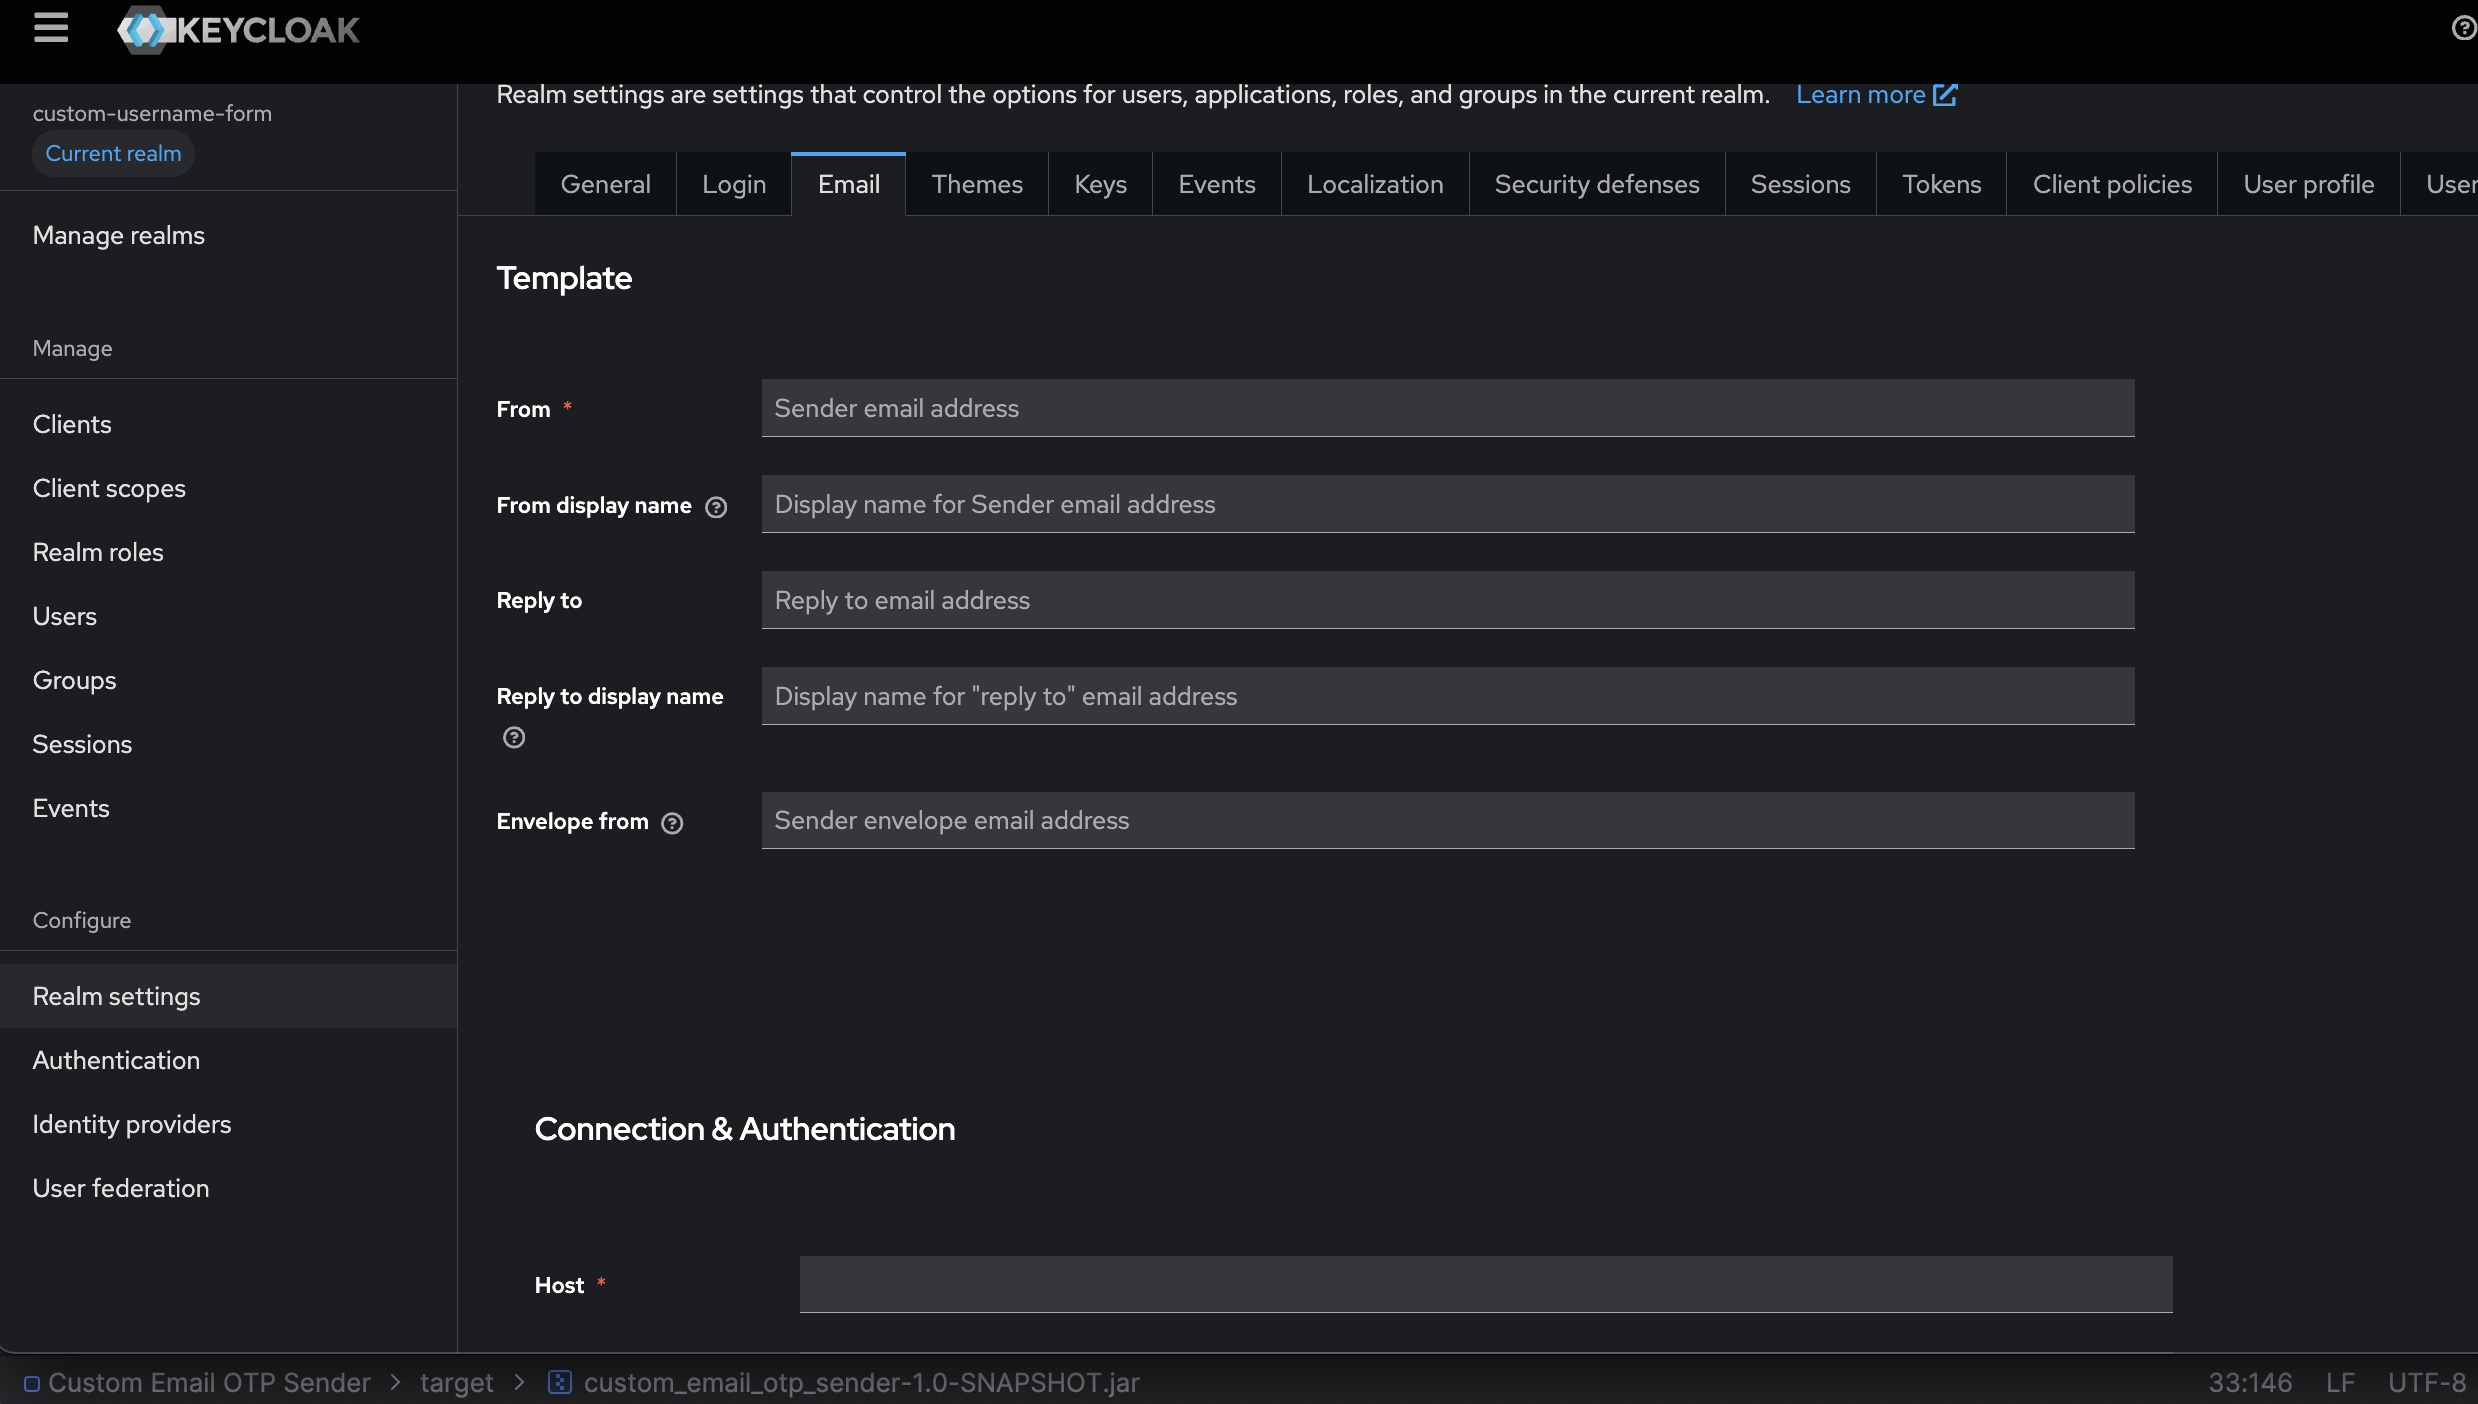 KEYCLOAK
custom-username-form
Current realm
Manage realms
Manage
Clients
Client scopes
Realm roles
Users
Groups
Sessions
Events
Configure
Realm settings
Authentication
Identity providers
User federation
Realm settings are settings that control the options for users, applications, roles, and groups in the current realm. Learn more
General Login Email Themes Keys Events Localization Security defenses Sessions Tokens Client policies User profile User
Template
From * Sender email address
From display name Display name for Sender email address
Reply to Reply to email address
Reply to display name Display name for "reply to" email address
Envelope from Sender envelope email address
Connection & Authentication
Host *
Custom Email OTP Sender > target > custom_email_otp_sender-1.0-SNAPSHOT.jar 33:146 LF UTF-8